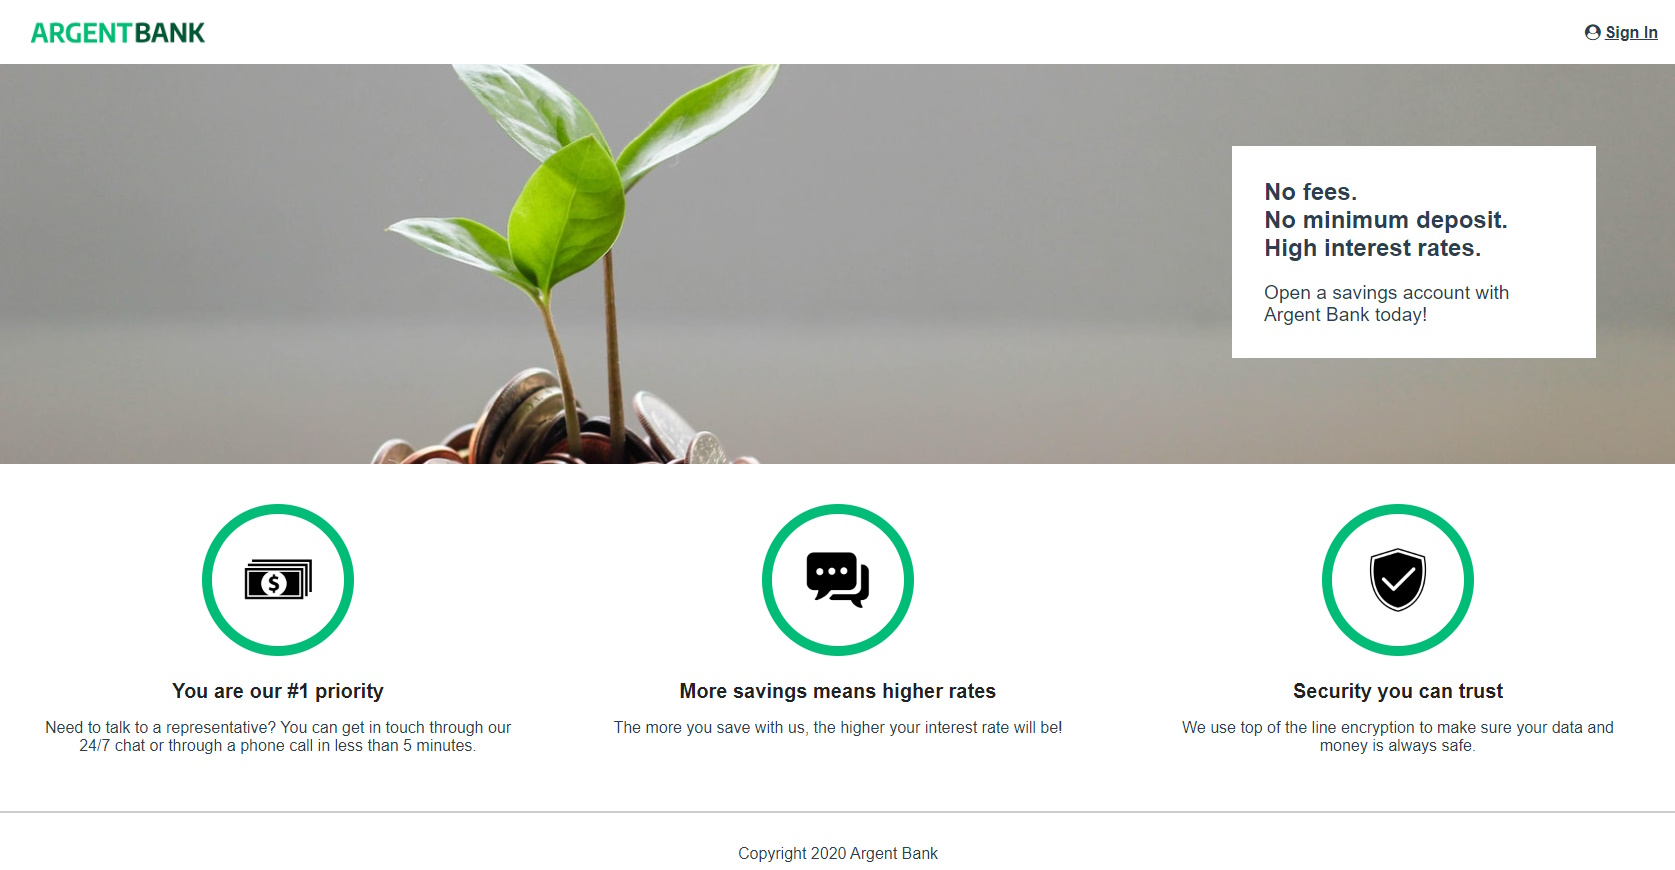 ARGENTBANK
Sign In
No fees.
No minimum deposit.
High interest rates.
Open a savings account with
Argent Bank today!
$
You are our #1 priority
Need to talk to a representative? You can get in touch through our
24/7 chat or through a phone call in less than 5 minutes.
More savings means higher rates
The more you save with us, the higher your interest rate will be!
Security you can trust
We use top of the line encryption to make sure your data and
money is always safe.
Copyright 2020 Argent Bank